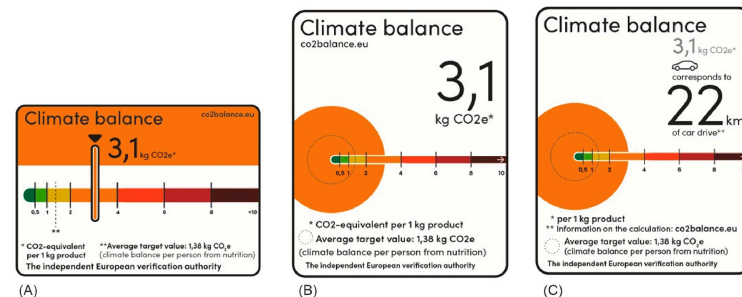 Climate balance
co2balance.eu
3,1 kg CO2e*
0,5 1 2 4 6 8 <10
**
* CO2-equivalent
per 1 kg product
**Average target value: 1,38 kg CO2e
(climate balance per person from nutrition)
The independent European verification authority
(A)
Climate balance
co2balance.eu
3,1
kg CO2e*
0,5 1 2 4 6 8 10
* CO2-equivalent per 1 kg product
Average target value: 1,38 kg CO2e
(climate balance per person from nutrition)
The independent European verification authority
(B)
Climate balance
3,1 kg CO2e*
corresponds to
22 km
of car drive**
0,5 1 2 4 6 8
* per 1 kg product
** information on the calculation: co2balance.eu
Average target value: 1,38 kg CO2e
(climate balance per person from nutrition)
The independent European verification authority
(C)